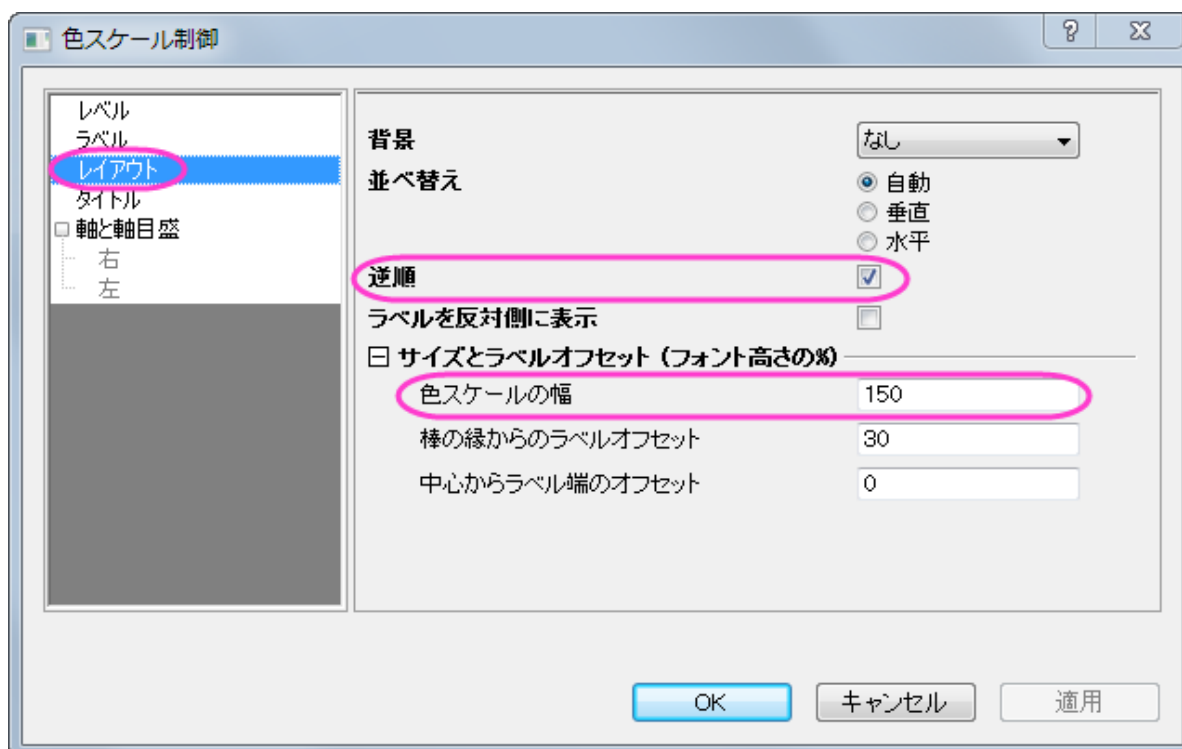 色スケール制御
レベル
ラベル
レイアウト
タイトル
軸と軸目盛
右
左
背景 なし
並べ替え 自動
垂直
水平
逆順
ラベルを反対側に表示
サイズとラベルオフセット（フォント高さの%）
色スケールの幅 150
棒の縁からのラベルオフセット 30
中心からラベル端のオフセット 0
OK キャンセル 適用